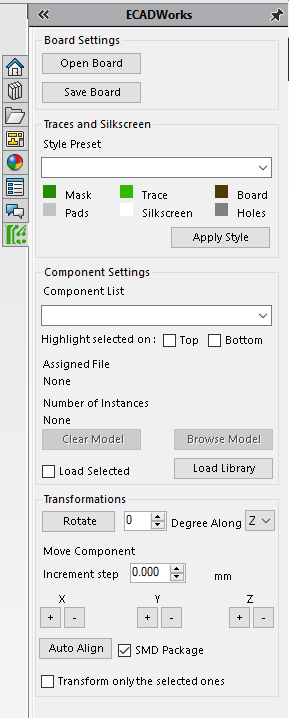 ECADWorks
Board Settings
Open Board
Save Board
Traces and Silkscreen
Style Preset
Mask Trace Board
Pads Silkscreen Holes
Apply Style
Component Settings
Component List
Highlight selected on : Top Bottom
Assigned File
None
Number of Instances
None
Clear Model Browse Model
Load Selected Load Library
Transformations
Rotate 0 Degree Along Z
Move Component
Increment step 0.000 mm
X Y Z
+ - + - + -
Auto Align SMD Package
Transform only the selected ones